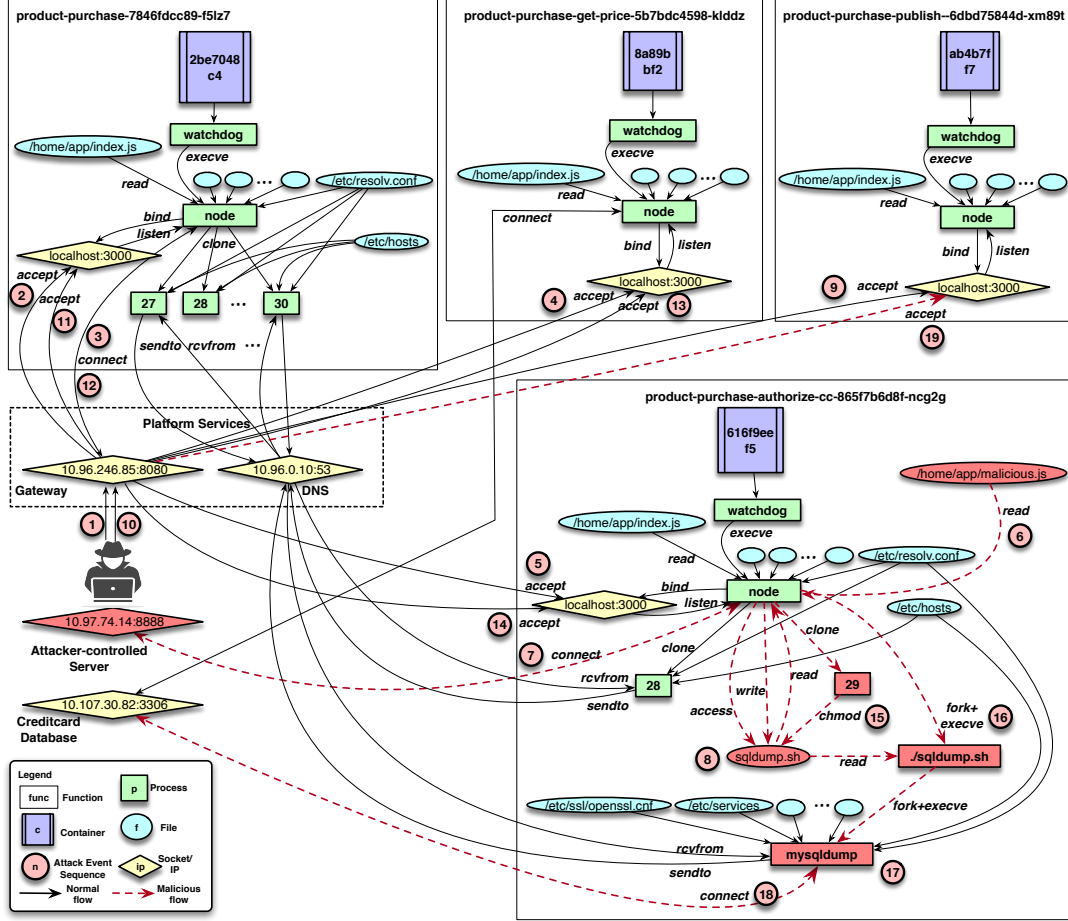 product-purchase-7846fdcc89-f5lz7
2be7048
c4
watchdog
/home/app/index.js
execve
read
...
/etc/resolv.conf
node
bind
listen
clone
/etc/hosts
localhost:3000
accept
2
accept
11
3
27
28
...
30
connect
sendto
rcvfrom
...
12
product-purchase-get-price-5b7bdc4598-klddz
8a89b
bf2
watchdog
execve
/home/app/index.js
...
read
connect
node
bind
listen
localhost:3000
4
accept
accept
13
product-purchase-publish--6dbd75844d-xm89t
ab4b7f
f7
watchdog
execve
/home/app/index.js
...
read
node
bind
listen
9
accept
localhost:3000
accept
19
Platform Services
10.96.246.85:8080
10.96.0.10:53
Gateway
DNS
1
10
10.97.74.14:8888
Attacker-controlled
Server
10.107.30.82:3306
Creditcard
Database
product-purchase-authorize-cc-865f7b6d8f-ncg2g
616f9ee
f5
/home/app/malicious.js
watchdog
read
/home/app/index.js
execve
6
read
...
/etc/resolv.conf
5
accept
bind
node
localhost:3000
listen
/etc/hosts
14
accept
clone
7
connect
clone
rcvfrom
28
read
29
sendto
write
access
chmod
15
fork+
execve
16
8
sqldump.sh
read
./sqldump.sh
/etc/ssl/openssl.cnf
/etc/services
...
fork+execve
rcvfrom
mysqldump
sendto
17
connect
18
Legend
func
Function
p
Process
c
Container
f
File
n
Attack Event
Sequence
ip
Socket/
IP
Normal
flow
Malicious
flow